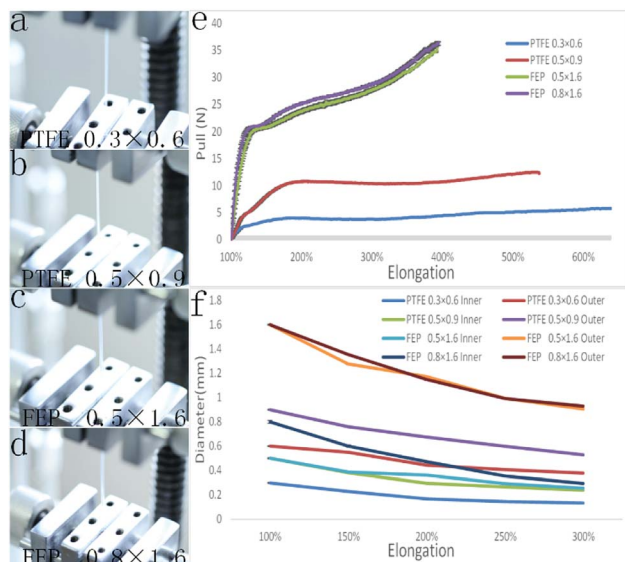 a
PTFE 0.3×0.6
b
PTFE 0.5×0.9
c
FEP 0.5×1.6
d
FEP 0.8×1.6
e
40
35
30
25
20
15
10
5
0
Pull (N)
100% 200% 300% 400% 500% 600%
Elongation
PTFE 0.3×0.6
PTFE 0.5×0.9
FEP 0.5×1.6
FEP 0.8×1.6
f
1.8
1.6
1.4
1.2
1
0.8
0.6
0.4
0.2
0
Diameter(mm)
100% 150% 200% 250% 300%
Elongation
PTFE 0.3×0.6 Inner PTFE 0.3×0.6 Outer
PTFE 0.5×0.9 Inner PTFE 0.5×0.9 Outer
FEP 0.5×1.6 Inner FEP 0.5×1.6 Outer
FEP 0.8×1.6 Inner FEP 0.8×1.6 Outer